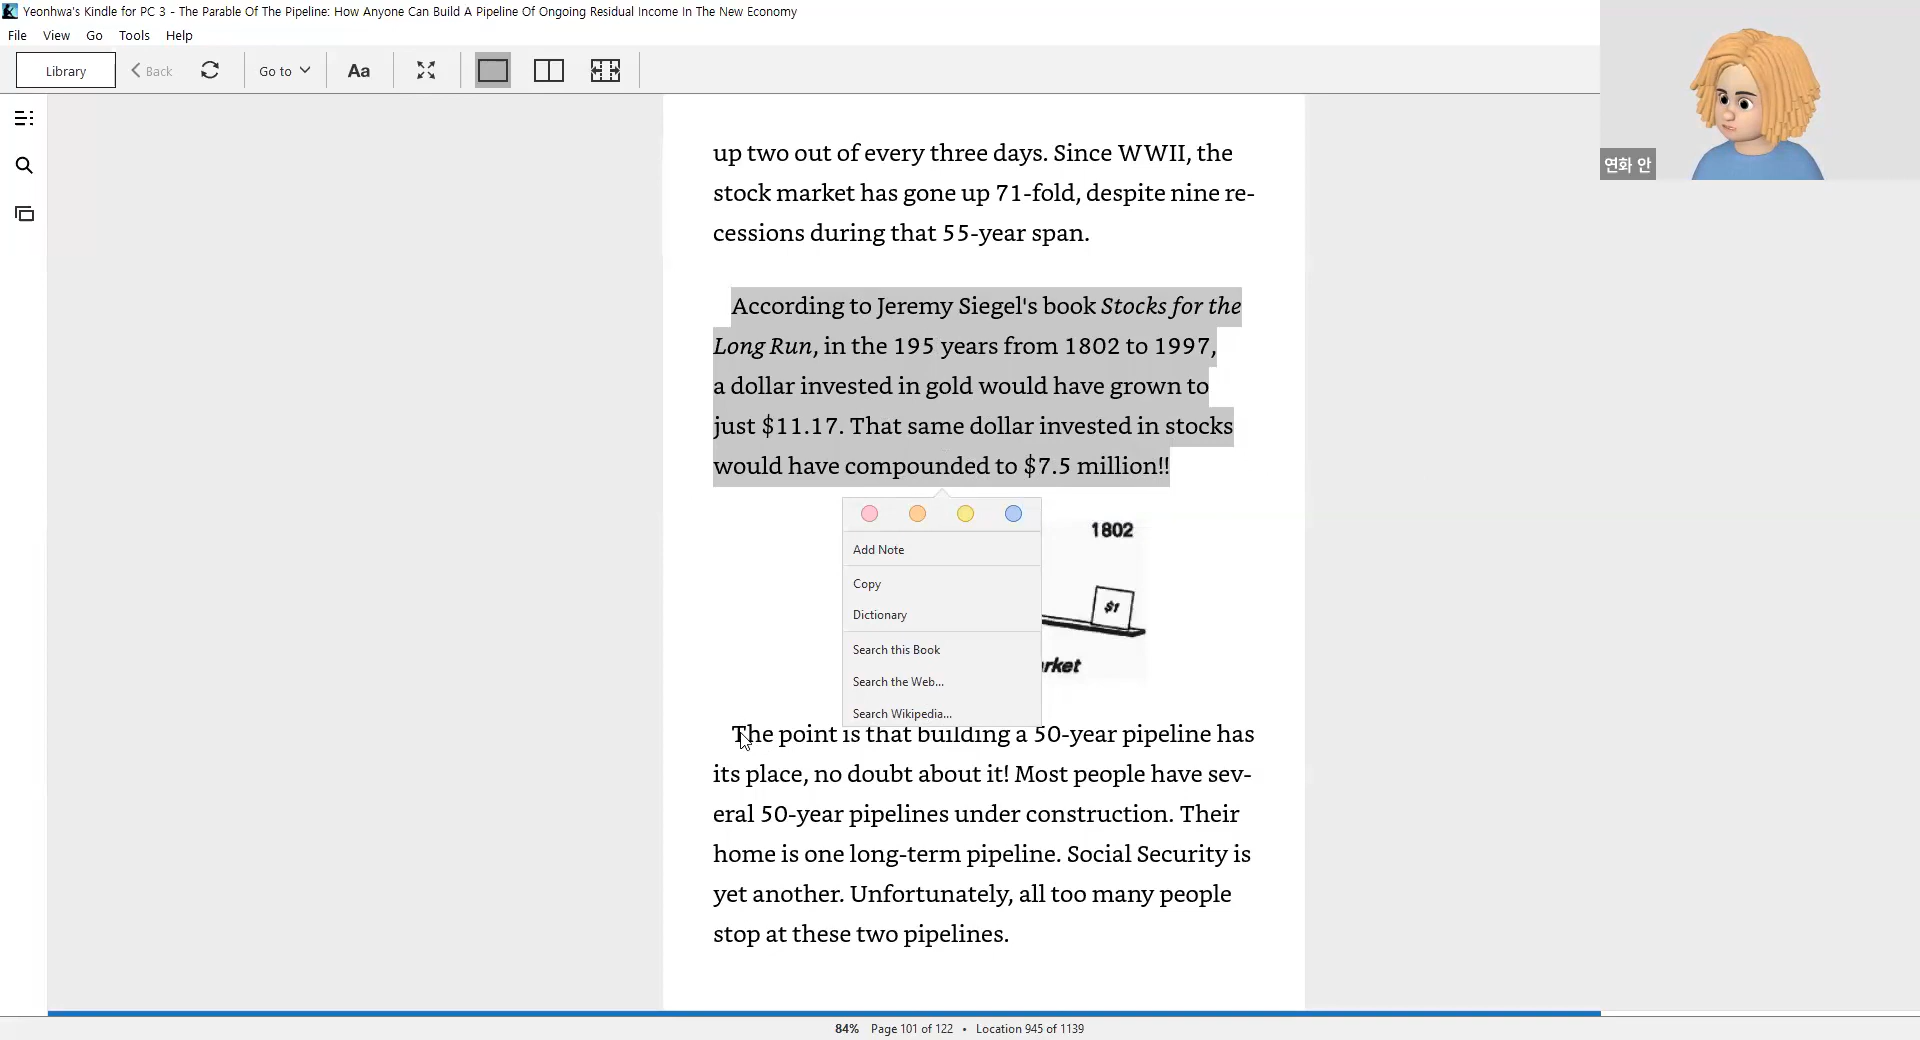 Yeonhwa's Kindle for PC 3 - The Parable Of The Pipeline: How Anyone Can Build A Pipeline Of Ongoing Residual Income In The New Economy
File View Go Tools Help
Library Back Go to Aa
연화 안
up two out of every three days. Since WWII, the
stock market has gone up 71-fold, despite nine re-
cessions during that 55-year span.
According to Jeremy Siegel's book Stocks for the
Long Run, in the 195 years from 1802 to 1997,
a dollar invested in gold would have grown to
just $11.17. That same dollar invested in stocks
would have compounded to $7.5 million!!
Add Note
Copy
Dictionary
Search this Book
Search the Web...
Search Wikipedia...
1802
$1
rket
The point is that building a 50-year pipeline has
its place, no doubt about it! Most people have sev-
eral 50-year pipelines under construction. Their
home is one long-term pipeline. Social Security is
yet another. Unfortunately, all too many people
stop at these two pipelines.
84% Page 101 of 122 • Location 945 of 1139